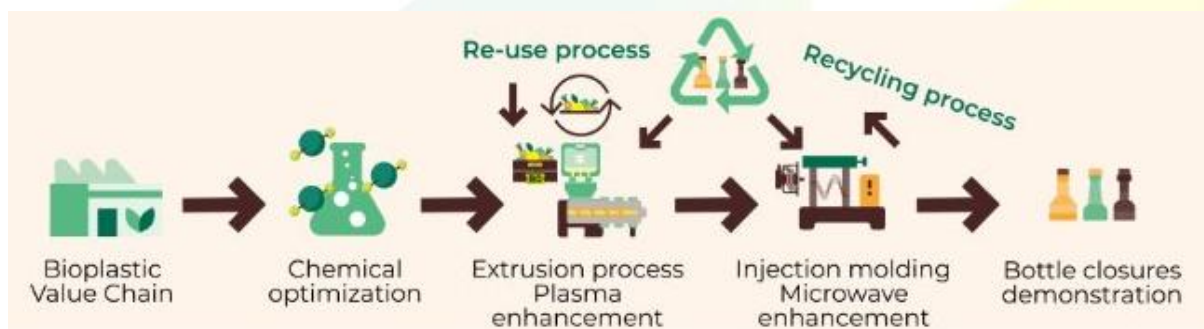 Re-use process
Recycling process
Bioplastic
Value Chain
Chemical
optimization
Extrusion process
Plasma
enhancement
Injection molding
Microwave
enhancement
Bottle closures
demonstration